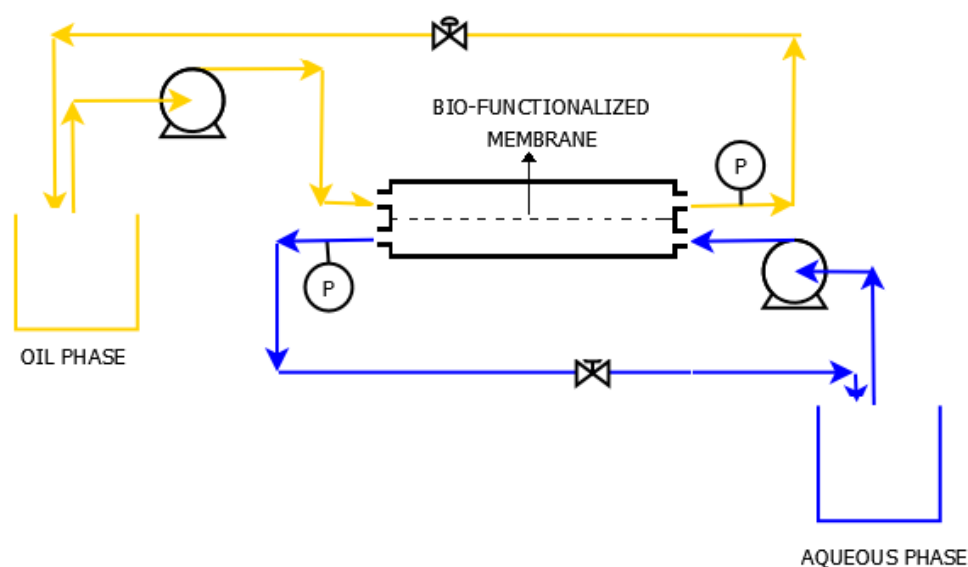 BIO-FUNCTIONALIZED
MEMBRANE
P
P
OIL PHASE
AQUEOUS PHASE